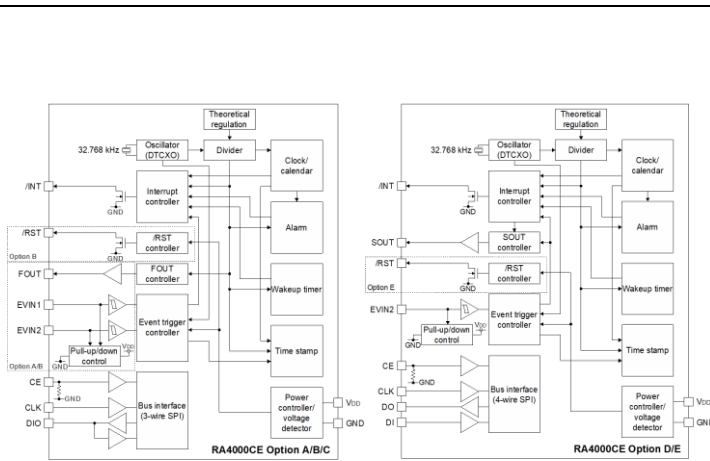 Theoretical
regulation
32.768 kHz
Oscillator
(DTCXO)
Divider
Clock/
calendar
/INT
Interrupt
controller
GND
Alarm
/RST
/RST
controller
GND
Option B
FOUT
FOUT
controller
Wakeup timer
EVIN1
EVIN2
Event trigger
controller
Pull-up/down
control
VDD
GND
Option A/B
Time stamp
CE
GND
CLK
DIO
Bus interface
(3-wire SPI)
Power
controller/
voltage
detector
VDD
GND
RA4000CE Option A/B/C
Theoretical
regulation
32.768 kHz
Oscillator
(DTCXO)
Divider
Clock/
calendar
/INT
Interrupt
controller
GND
Alarm
SOUT
SOUT
controller
/RST
/RST
controller
GND
Option E
Wakeup timer
EVIN2
Event trigger
controller
Pull-up/down
control
VDD
GND
Time stamp
CE
GND
CLK
DO
DI
Bus interface
(4-wire SPI)
Power
controller/
voltage
detector
VDD
GND
RA4000CE Option D/E